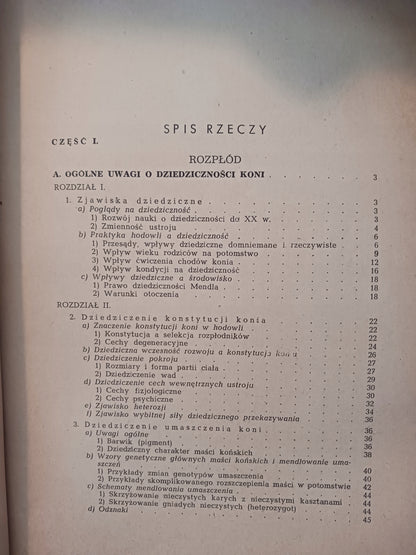 SPIS RZECZY
CZĘŚĆ I.
ROZPŁÓD
A. OGÓLNE UWAGI O DZIEDZICZNOŚCI KONI . . . . . . 3
ROZDZIAŁ I.
1. Zjawiska dziedziczne . . . . . . 3
a) Poglądy na dziedziczność . . . . . . 3
1) Rozwój nauki o dziedziczności do XX w. . . . . . 3
2) Zmienność ustroju . . . . . . 4
b) Praktyka hodowli a dziedziczność . . . . . . 6
1) Przesądy, wpływy dziedziczne domniemane i rzeczywiste . . 6
2) Wpływ wieku rodziców na potomstwo . . . . . . 9
3) Wpływ ćwiczenia chodów konia . . . . . . 12
4) Wpływ kondycji na dziedziczność . . . . . . 16
c) Wpływy dziedziczne a środowisko . . . . . . 18
1) Prawo dziedziczności Mendla . . . . . . 18
2) Warunki otoczenia . . . . . . 18
ROZDZIAŁ II.
2. Dziedziczenie konstytucji konia . . . . . . 22
a) Znaczenie konstytucji koni w hodowli . . . . . . 22
1) Konstytucja a selekcja rozpłodników . . . . . . 22
2) Cechy degeneracyjne . . . . . . 24
b) Dziedziczna wczesność rozwoju a konstytucja konia . . . . 26
c) Dziedziczenie pokroju . . . . . . 27
1) Rozmiary i forma partii ciała . . . . . . 27
2) Dziedziczenie wad . . . . . . 29
d) Dziedziczenie cech wewnętrznych ustroju . . . . . . 30
1) Cechy fizjologiczne . . . . . . 30
2) Cechy psychiczne . . . . . . 32
e) Zjawisko heterozji . . . . . . 34
f) Zjawisko wybitnej siły dziedzicznego przekazywania . . . . 36
3. Dziedziczenie umaszczenia koni . . . . . . 36
a) Uwagi ogólne . . . . . . 36
1) Barwik (pigment) . . . . . . 36
2) Dziedziczny charakter maści końskich . . . . . . 38
b) Wzory genetyczne głównych maści końskich i mendlowanie uma-
szczeń . . . . . . 40
1) Przykłady zmian genotypów umaszczenia . . . . . . 40
2) Przykłady skomplikowanego rozszczepienia maści w potomstwie 42
c) Schematy mendlowania umaszczenia . . . . . . 44
1) Skrzyżowanie nieczystych karych z nieczystymi kasztanami . 44
2) Skrzyżowanie gniadych nieczystych (heterozygot) . . . . 44
d) Odznaki . . . . . . 45